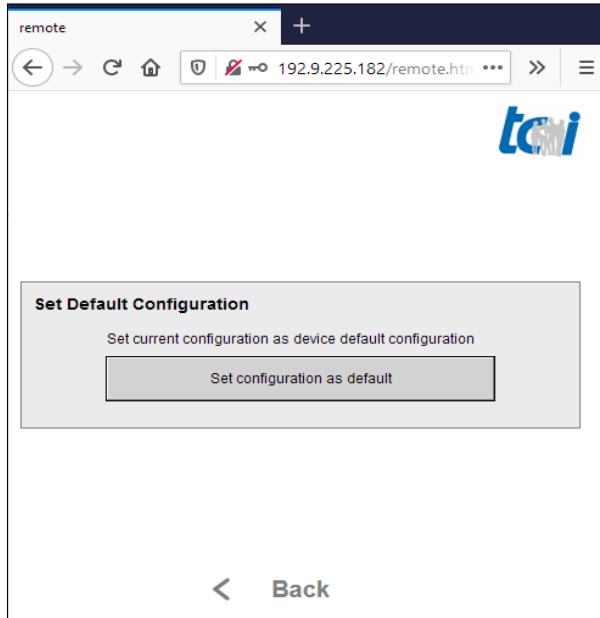 remote
192.9.225.182/remote.htm
tci
Set Default Configuration
Set current configuration as device default configuration
Set configuration as default
Back